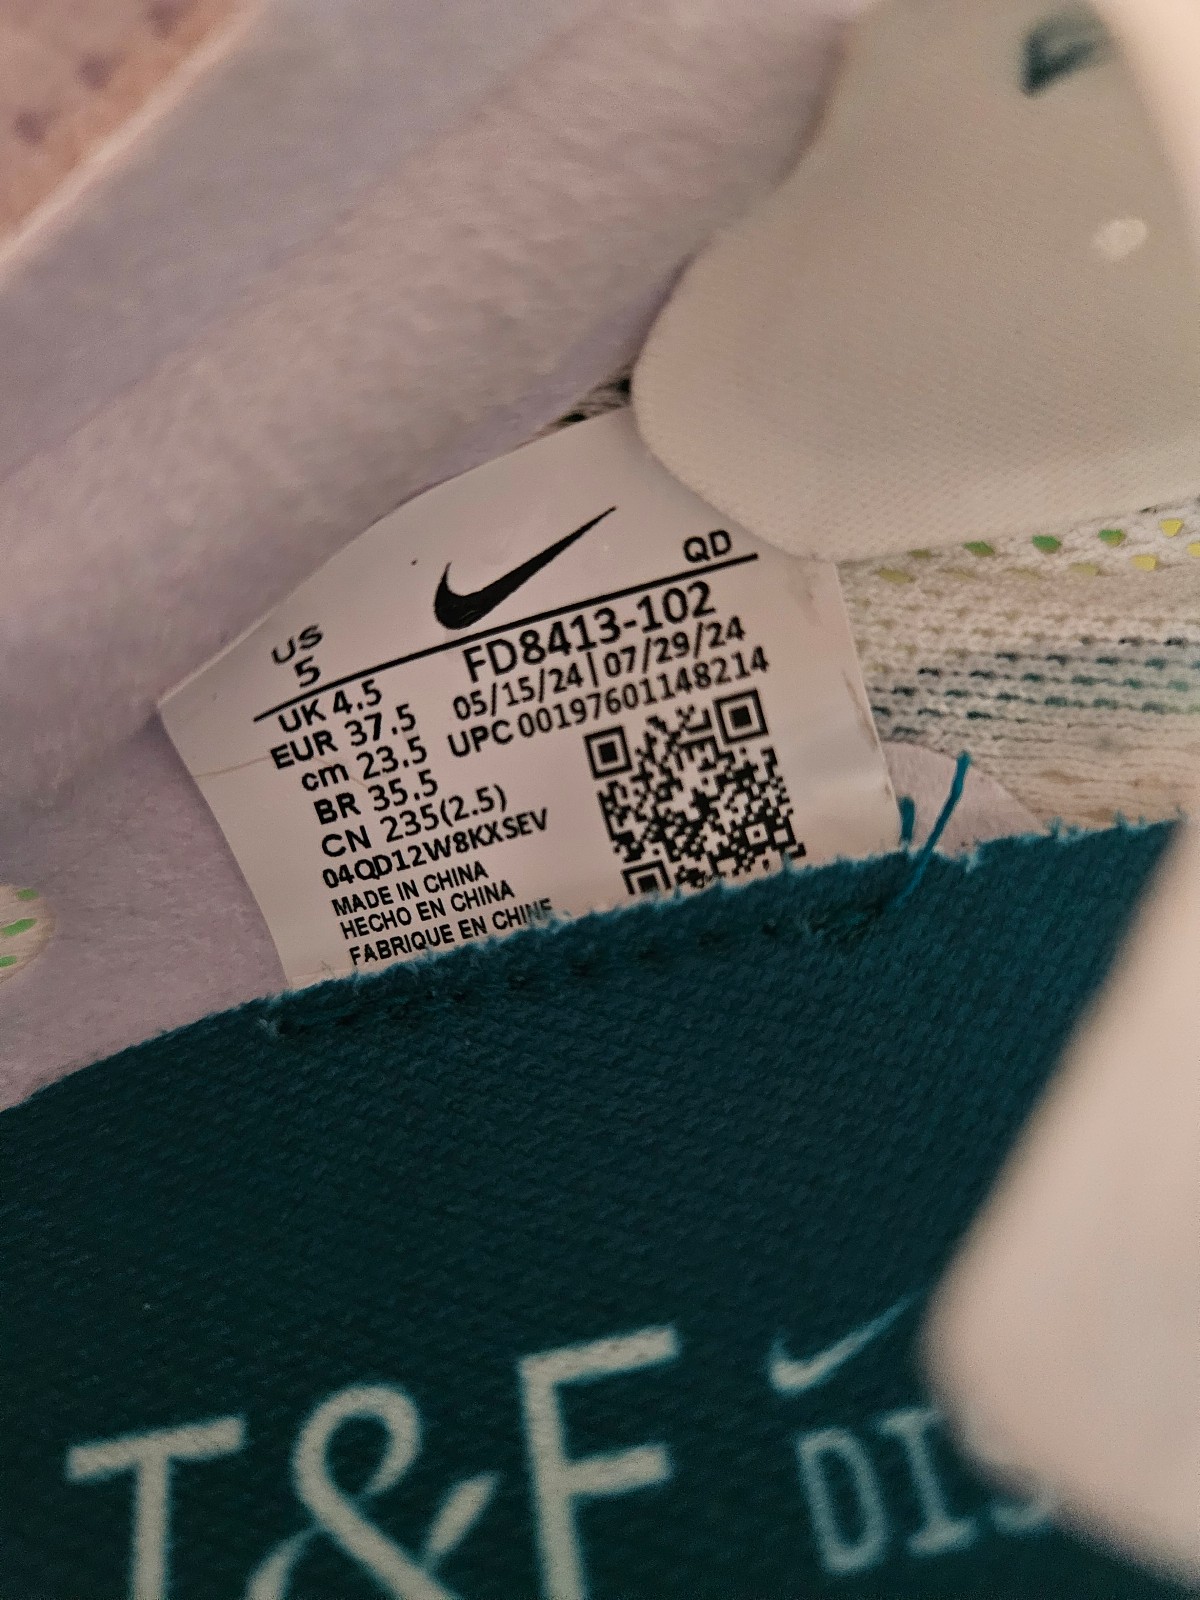 QD
US
5
UK 4.5
EUR 37.5
cm 23.5
BR 35.5
CN 235(2.5)
04QD12W8KXSEV
MADE IN CHINA
HECHO EN CHINA
FABRIQUE EN CHINE
FD8413-102
05/15/24|07/29/24
UPC 00197601148214
T&F
DIS